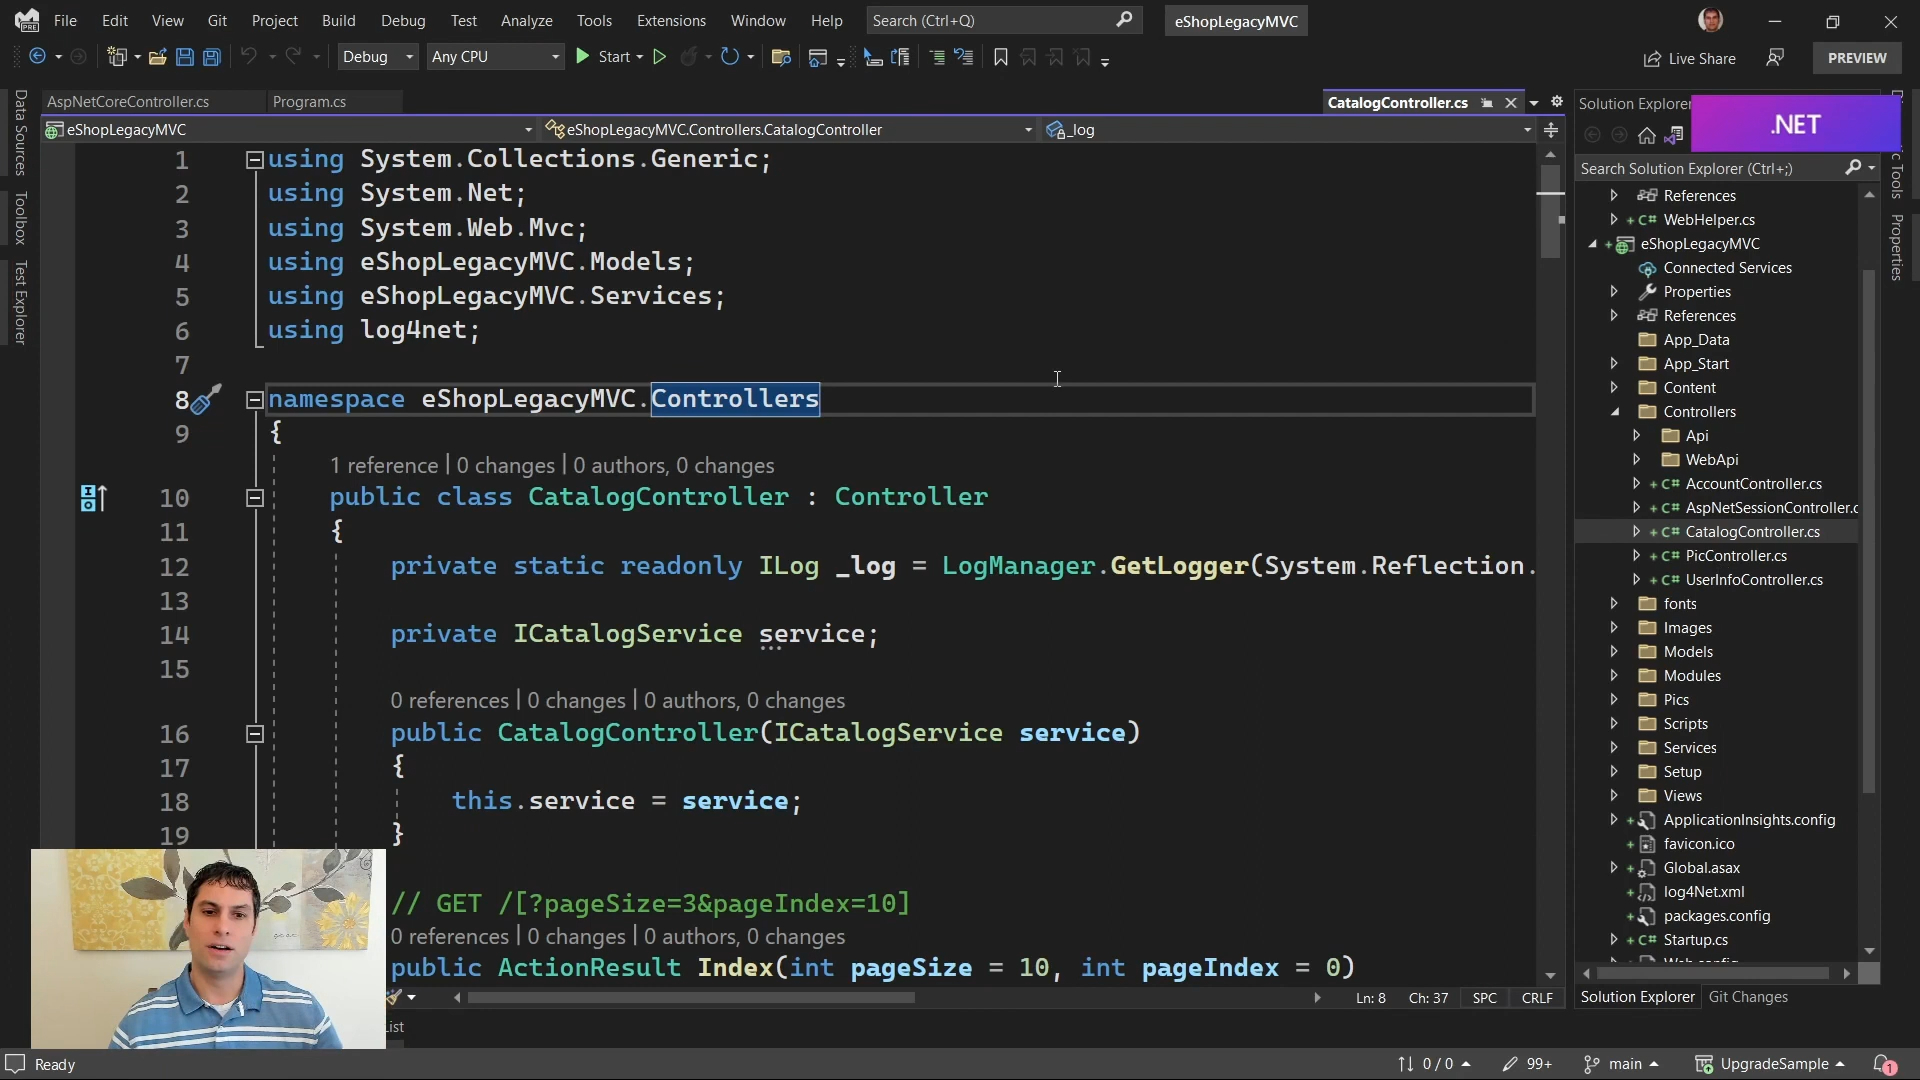 File Edit View Git Project Build Debug Test Analyze Tools Extensions Window Help Search (Ctrl+Q) eShopLegacyMVC
PRE
Debug Any CPU Start Live Share PREVIEW
AspNetCoreController.cs Program.cs CatalogController.cs
eShopLegacyMVC eShopLegacyMVC.Controllers.CatalogController _log
Data Sources
Toolbox
Test Explorer
1 using System.Collections.Generic;
2 using System.Net;
3 using System.Web.Mvc;
4 using eShopLegacyMVC.Models;
5 using eShopLegacyMVC.Services;
6 using log4net;
7
8 namespace eShopLegacyMVC.Controllers
9 {
1 reference | 0 changes | 0 authors, 0 changes
10 public class CatalogController : Controller
11 {
12 private static readonly ILog _log = LogManager.GetLogger(System.Reflection.
13
14 private ICatalogService service;
15
0 references | 0 changes | 0 authors, 0 changes
16 public CatalogController(ICatalogService service)
17 {
18 this.service = service;
19 }
// GET /[?pageSize=3&pageIndex=10]
0 references | 0 changes | 0 authors, 0 changes
public ActionResult Index(int pageSize = 10, int pageIndex = 0)
Ln: 8 Ch: 37 SPC CRLF
Solution Explorer
.NET
Search Solution Explorer (Ctrl+;)
References
+ C# WebHelper.cs
+ eShopLegacyMVC
Connected Services
Properties
References
App_Data
App_Start
Content
Controllers
Api
WebApi
+ C# AccountController.cs
+ C# AspNetSessionController.c
+ C# CatalogController.cs
+ C# PicController.cs
+ C# UserInfoController.cs
fonts
Images
Models
Modules
Pics
Scripts
Services
Setup
Views
+ ApplicationInsights.config
+ favicon.ico
+ Global.asax
+ log4Net.xml
+ packages.config
+ C# Startup.cs
Solution Explorer Git Changes
c Tools
Properties
Ready 0 / 0 99+ main UpgradeSample 1